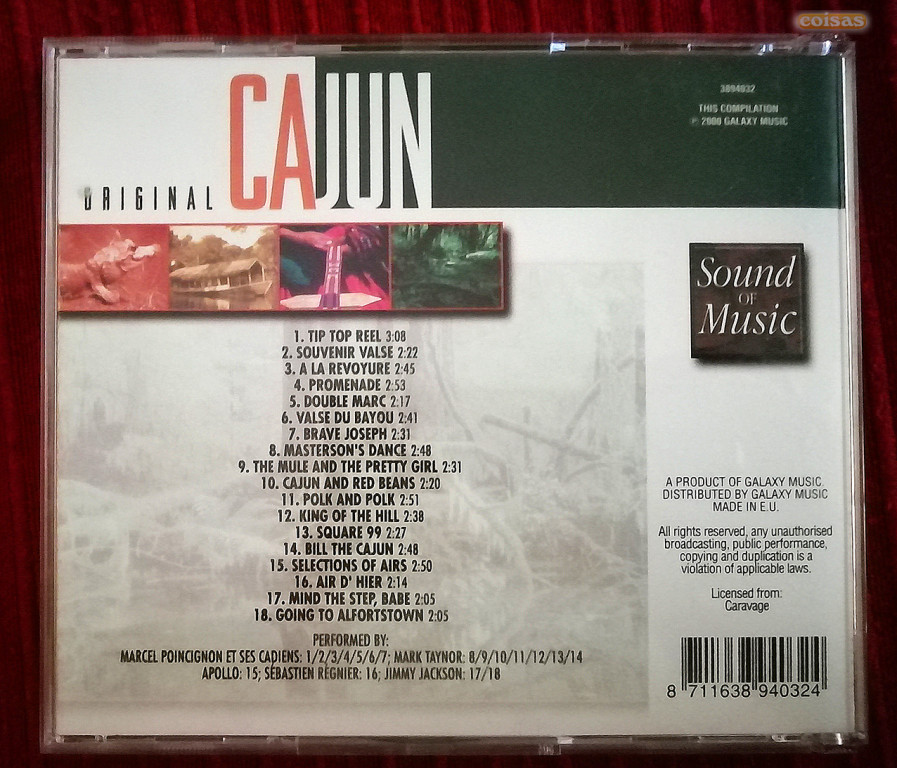 coisas
3894032
THIS COMPILATION
℗ 2000 GALAXY MUSIC
ORIGINAL CAJUN
Sound
OF
Music
1. TIP TOP REEL 3:08
2. SOUVENIR VALSE 2:22
3. A LA REVOYURE 2:45
4. PROMENADE 2:53
5. DOUBLE MARC 2:17
6. VALSE DU BAYOU 2:41
7. BRAVE JOSEPH 2:31
8. MASTERSON'S DANCE 2:48
9. THE MULE AND THE PRETTY GIRL 2:31
10. CAJUN AND RED BEANS 2:20
11. POLK AND POLK 2:51
12. KING OF THE HILL 2:38
13. SQUARE 99 2:27
14. BILL THE CAJUN 2:48
15. SELECTIONS OF AIRS 2:50
16. AIR D' HIER 2:14
17. MIND THE STEP, BABE 2:05
18. GOING TO ALFORTSTOWN 2:05
PERFORMED BY:
MARCEL POINCIGNON ET SES CADIENS: 1/2/3/4/5/6/7; MARK TAYNOR: 8/9/10/11/12/13/14
APOLLO: 15; SÉBASTIEN RÉGNIER: 16; JIMMY JACKSON: 17/18
A PRODUCT OF GALAXY MUSIC.
DISTRIBUTED BY GALAXY MUSIC
MADE IN E.U.
All rights reserved, any unauthorised
broadcasting, public performance,
copying and duplication is a
violation of applicable laws.
Licensed from:
Caravage
8 711638 940324